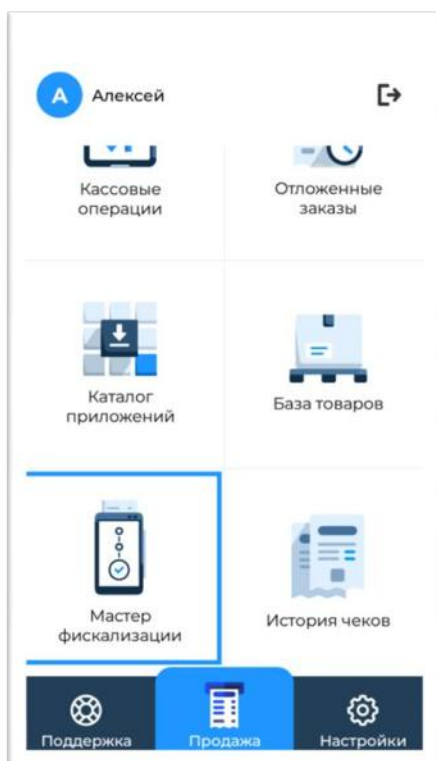 А Алексей
Кассовые
операции
Отложенные
заказы
Каталог
приложений
База товаров
Мастер
фискализации
История чеков
Поддержка
Продажа
Настройки